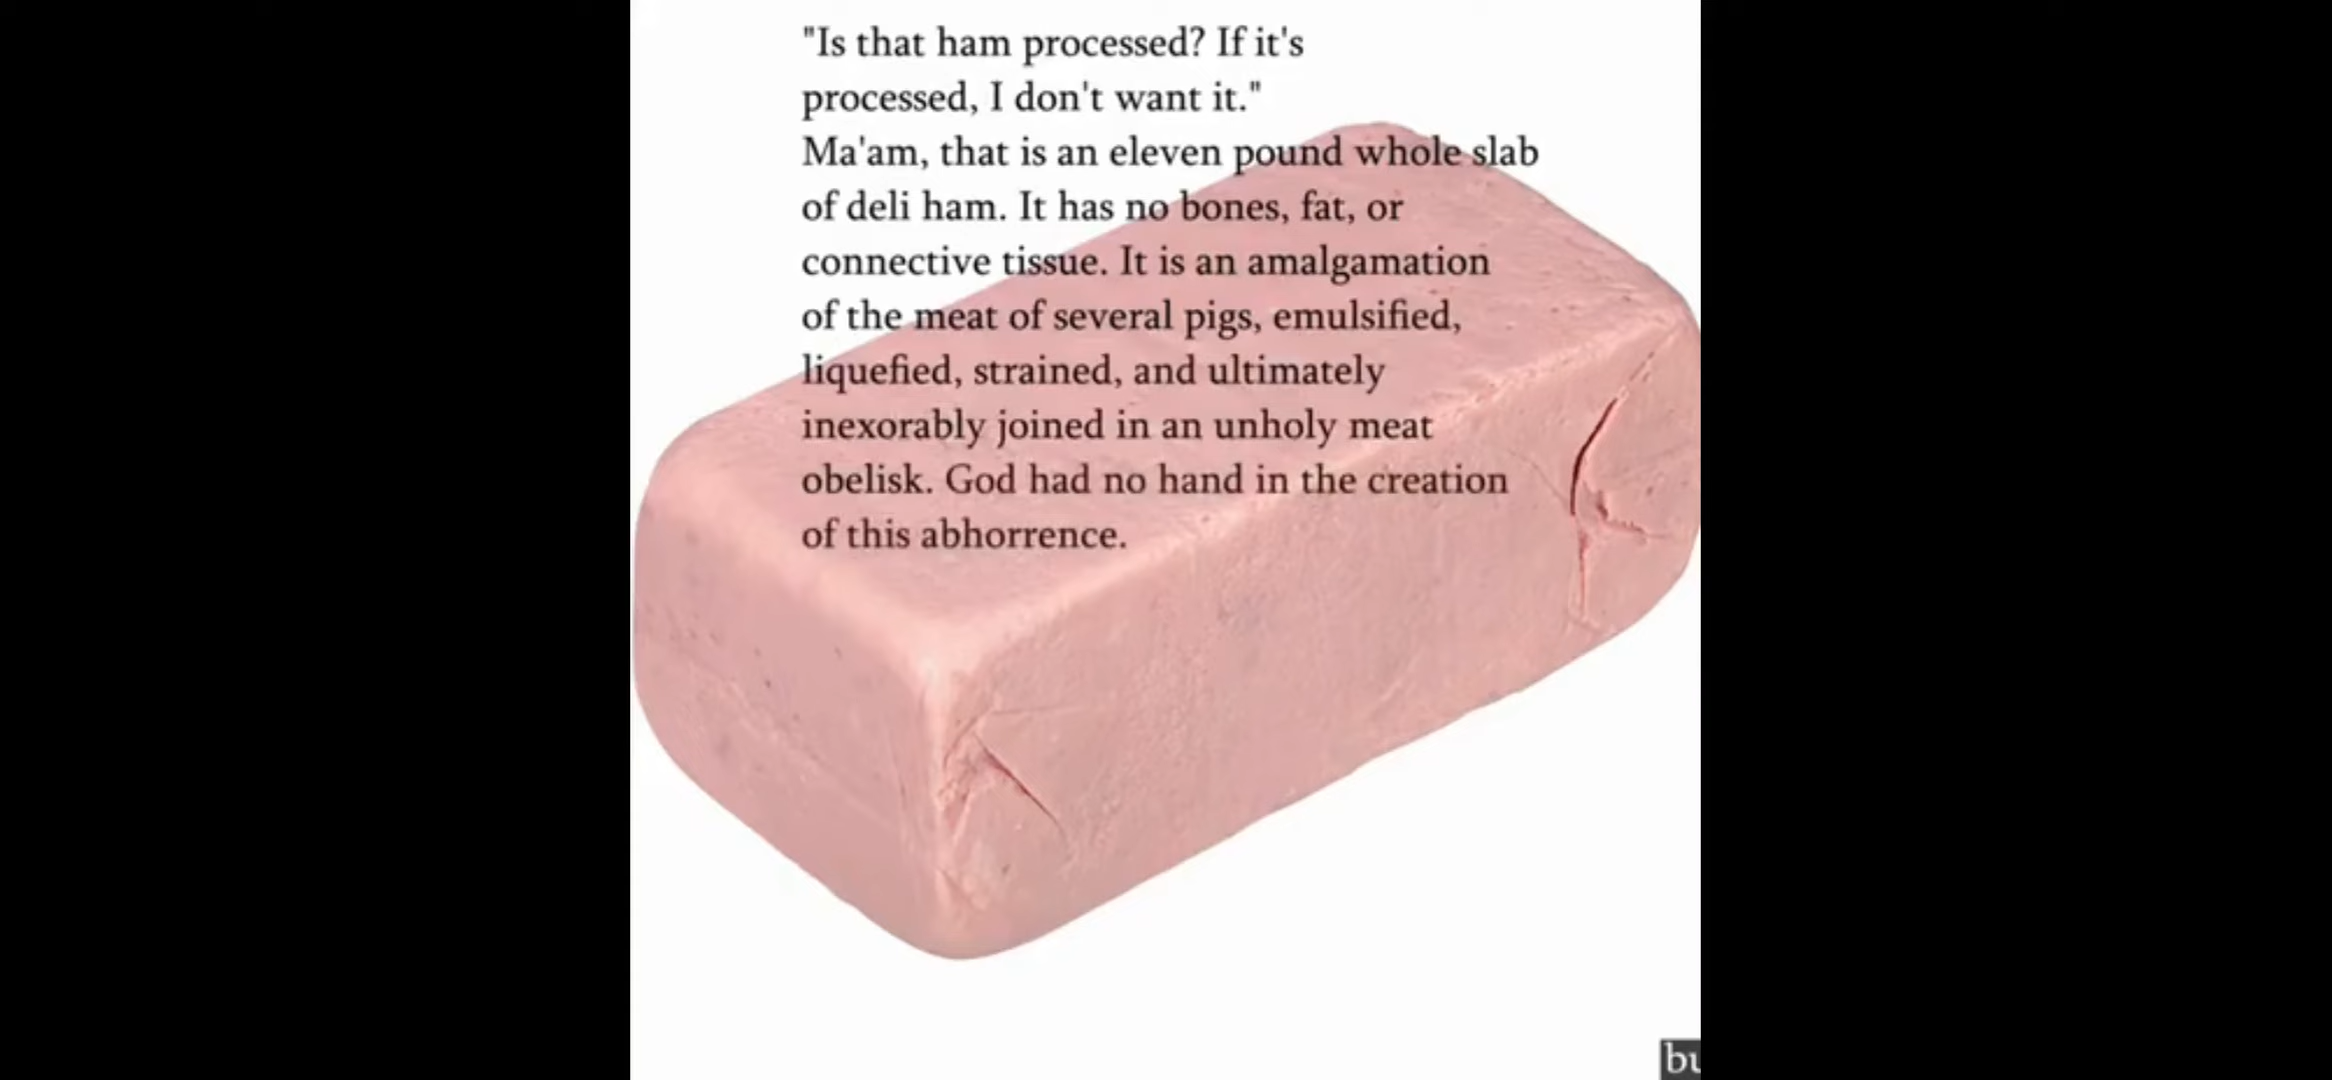 "Is that ham processed? If it's
processed, I don't want it."
Ma'am, that is an eleven pound whole slab
of deli ham. It has no bones, fat, or
connective tissue. It is an amalgamation
of the meat of several pigs, emulsified,
liquefied, strained, and ultimately
inexorably joined in an unholy meat
obelisk. God had no hand in the creation
of this abhorrence.